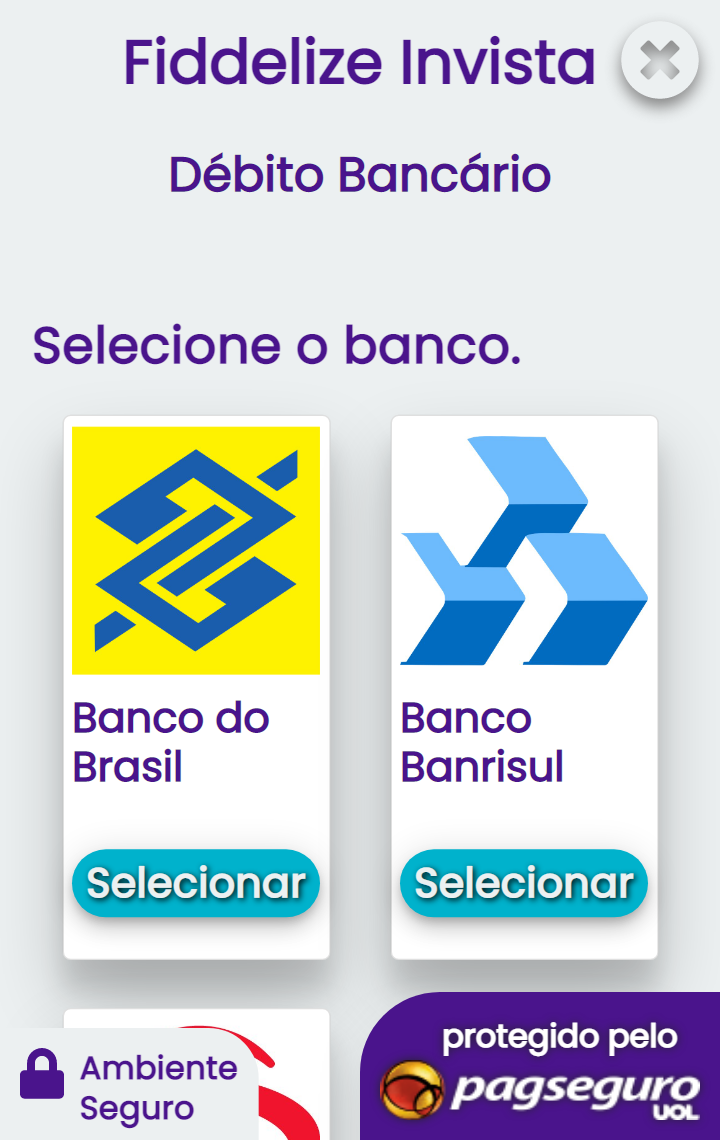 Fiddelize Invista
Débito Bancário
Selecione o banco.
Banco do
Brasil
Selecionar
Banco
Banrisul
Selecionar
Ambiente
Seguro
protegido pelo
pagseguro
UOL